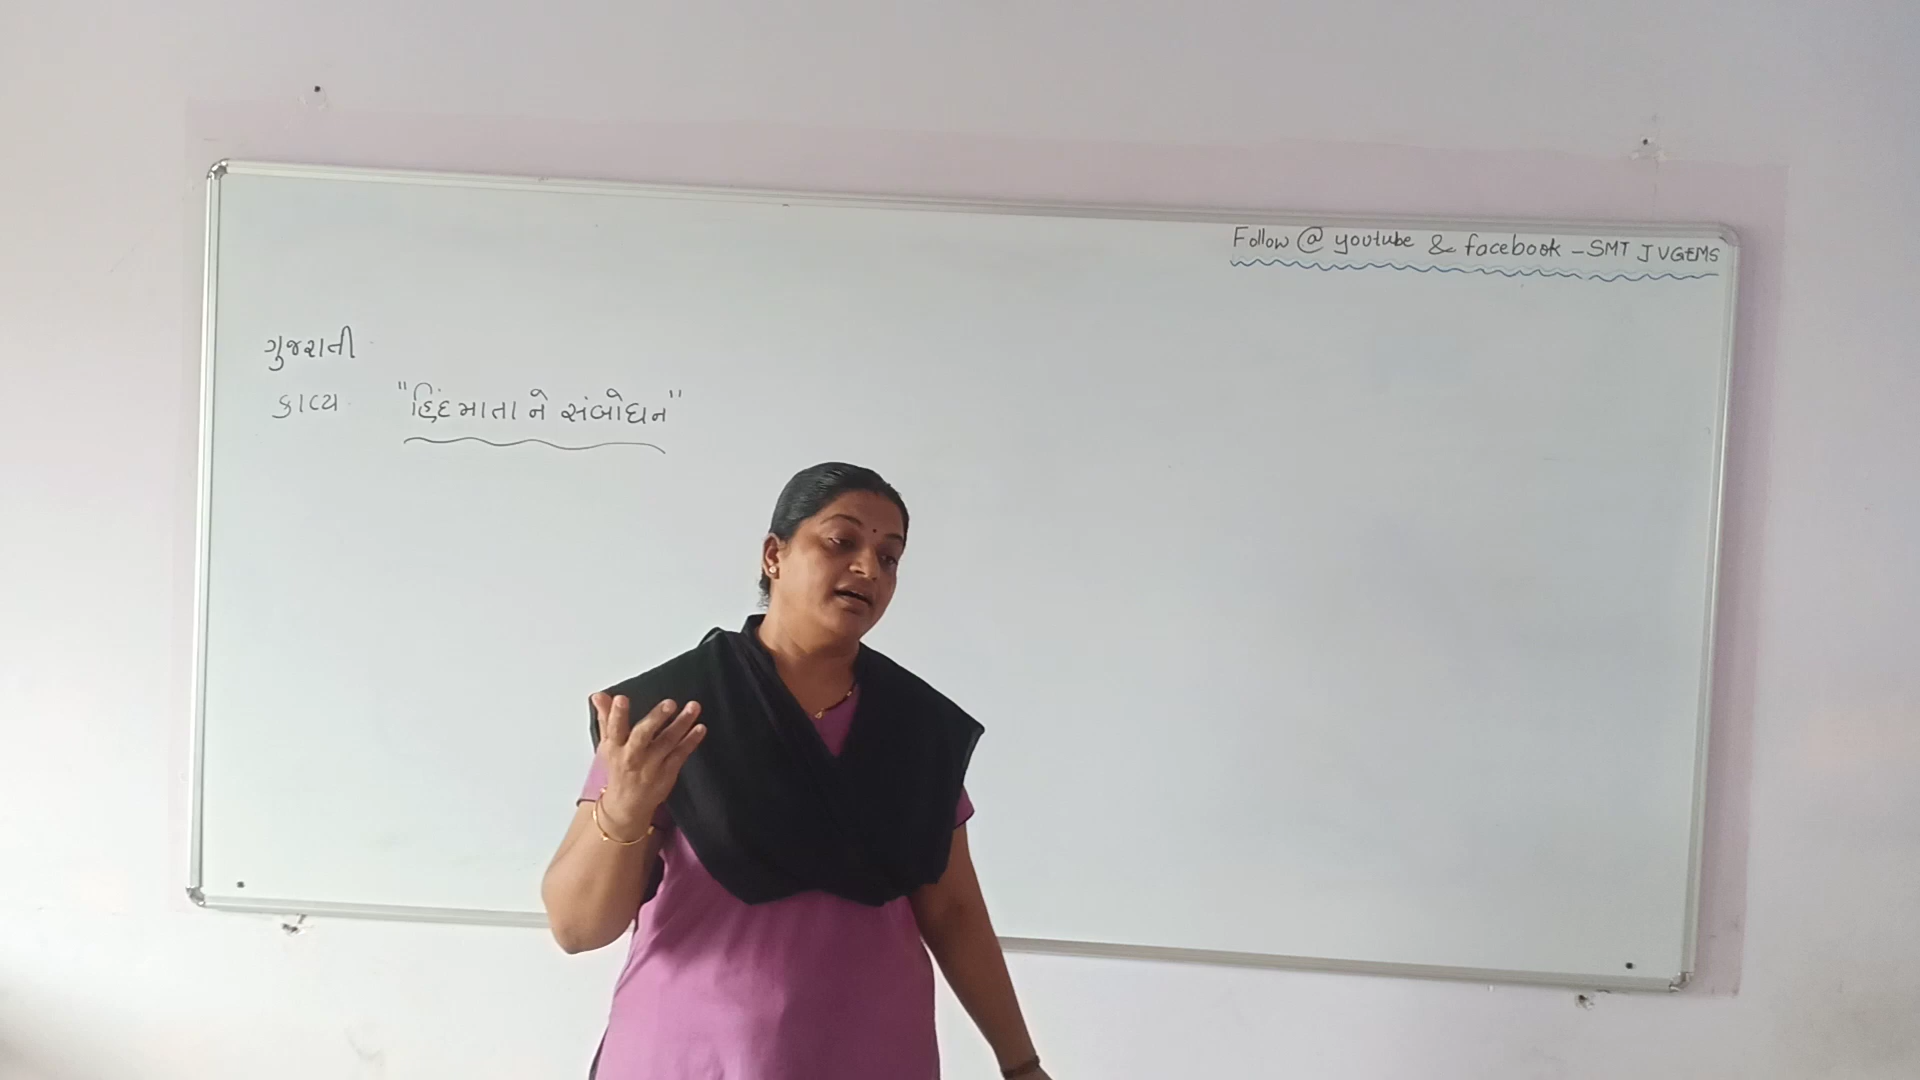 Follow @ youtube & facebook - SMT JVGEMS
ગુજરાતી
કાવ્ય "હિંદમાતા ને સંબોધન"